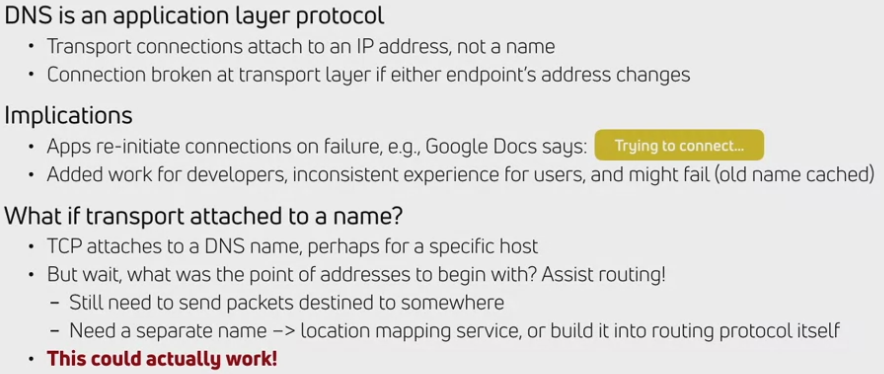 DNS is an application layer protocol
• Transport connections attach to an IP address, not a name
• Connection broken at transport layer if either endpoint's address changes
Implications
• Apps re-initiate connections on failure, e.g., Google Docs says: Trying to connect...
• Added work for developers, inconsistent experience for users, and might fail (old name cached)
What if transport attached to a name?
• TCP attaches to a DNS name, perhaps for a specific host
• But wait, what was the point of addresses to begin with? Assist routing!
– Still need to send packets destined to somewhere
– Need a separate name –> location mapping service, or build it into routing protocol itself
• This could actually work!